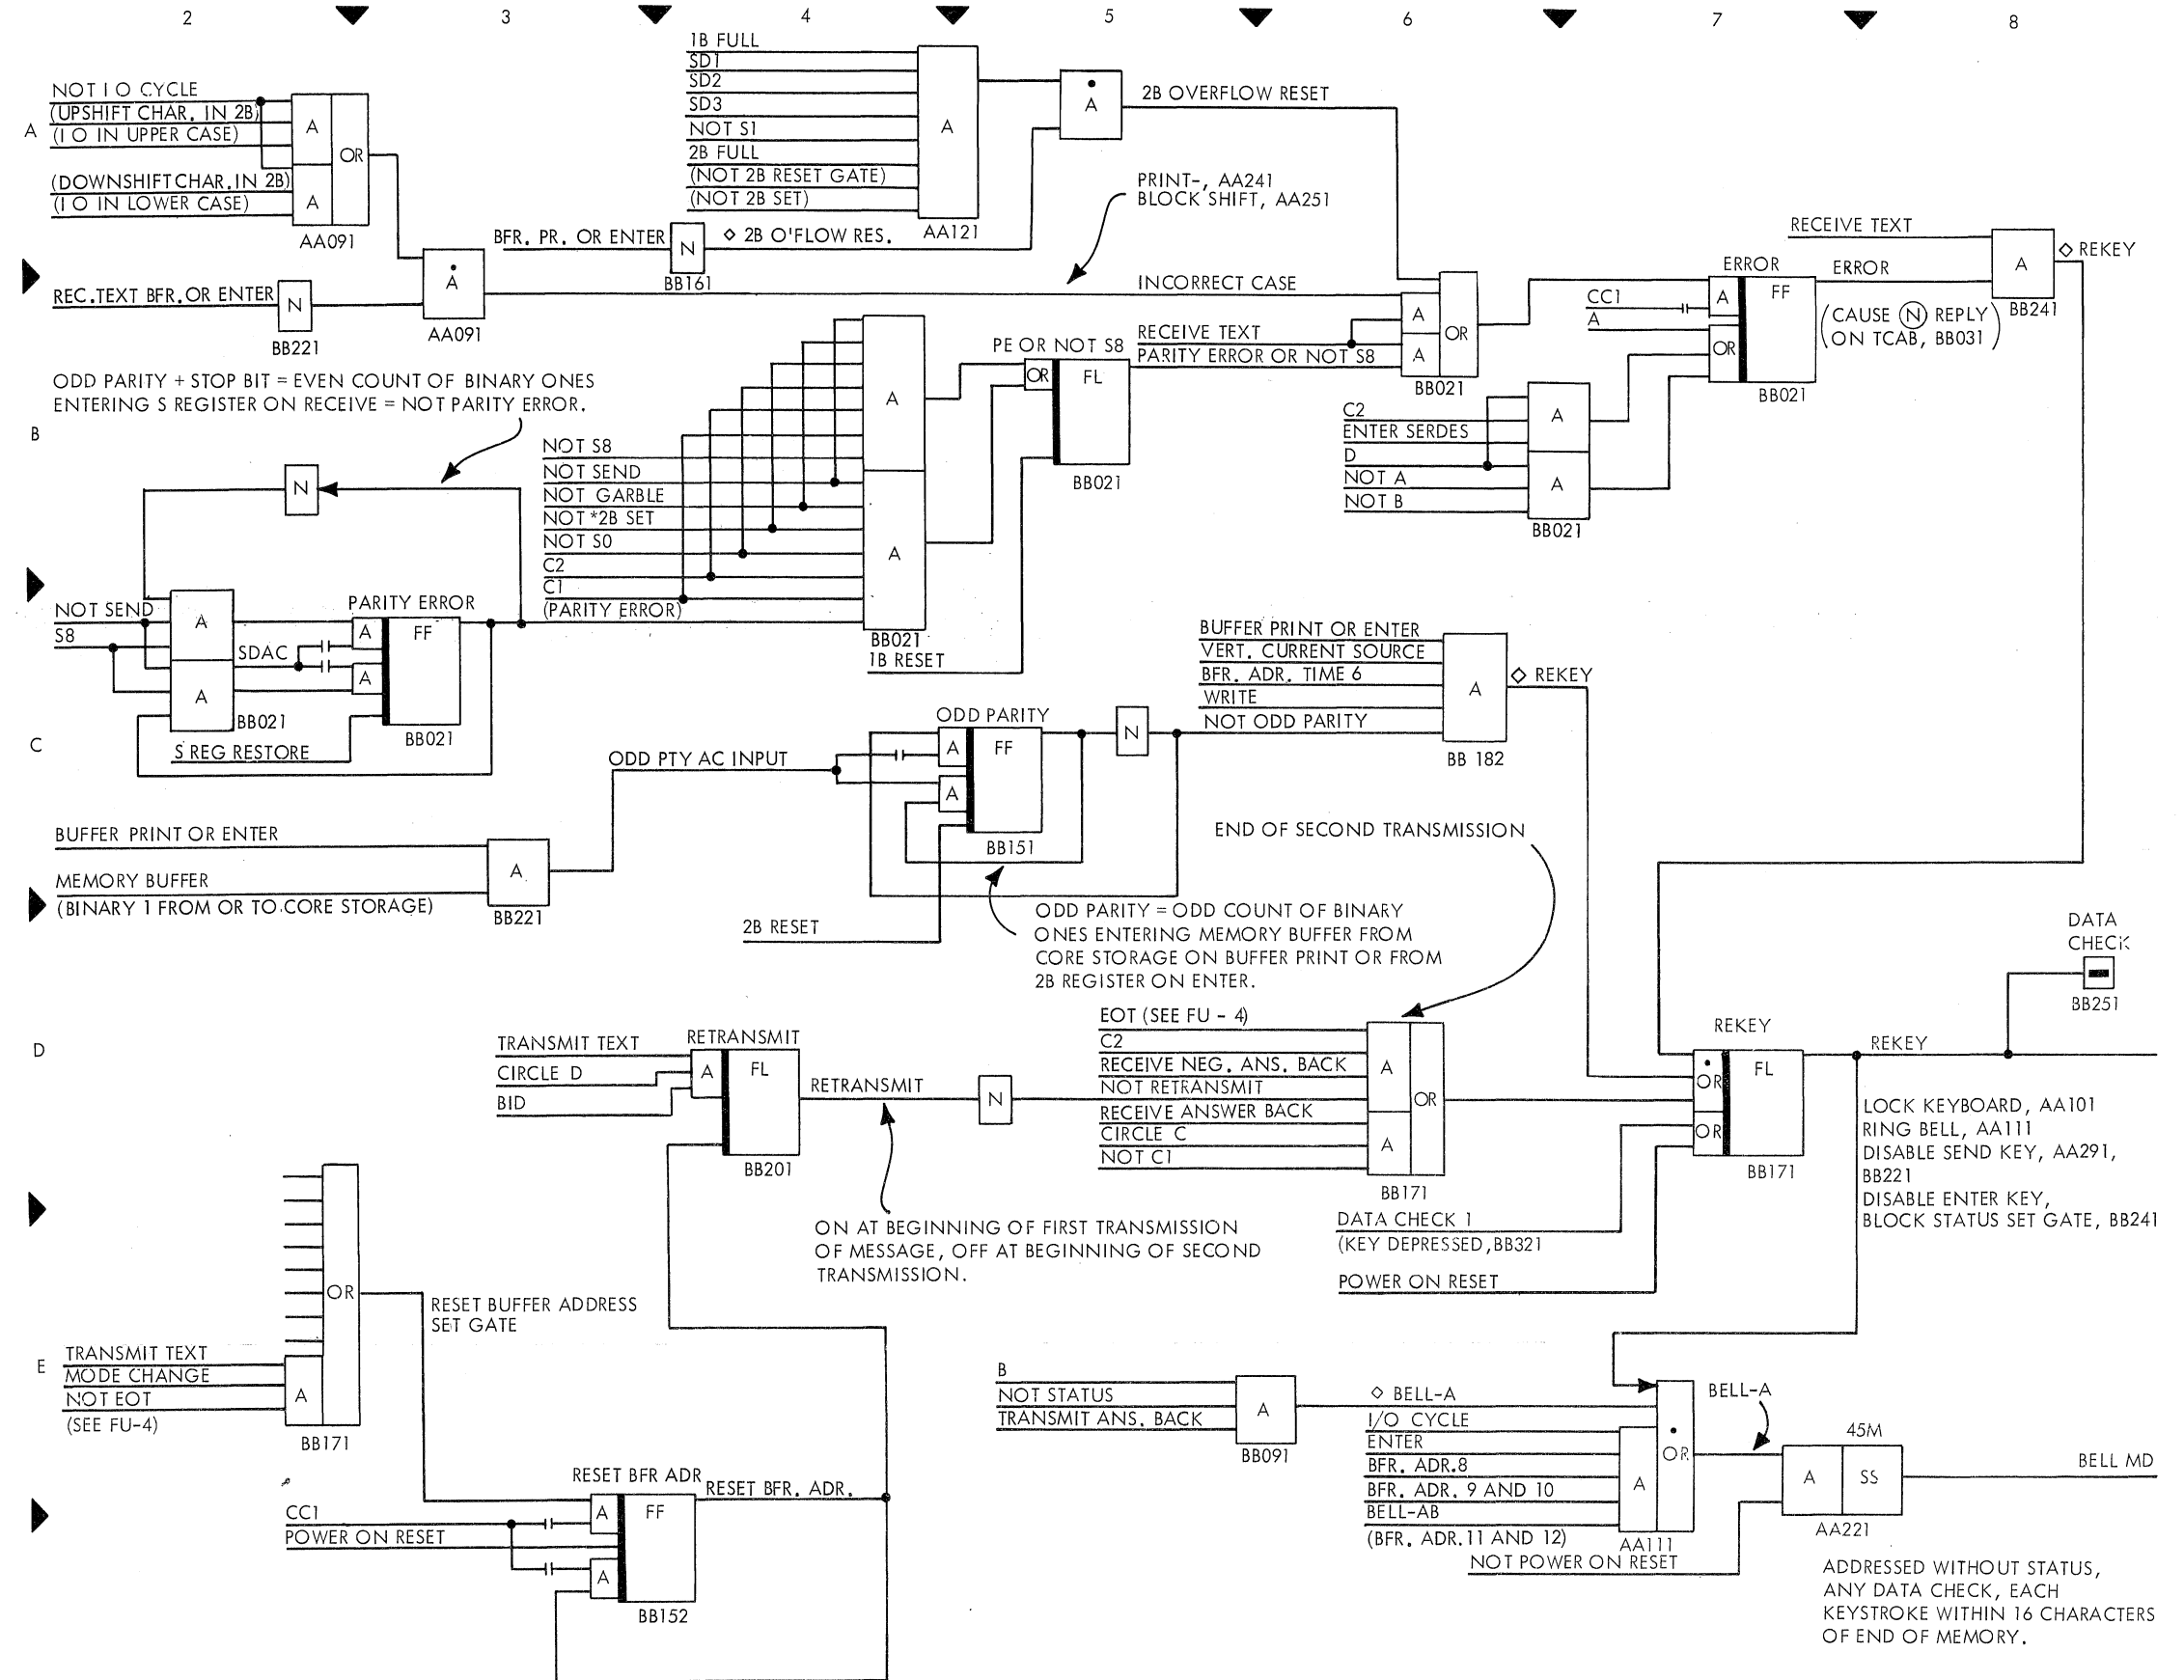 2 3 4 5 6 7 8
A
NOT I O CYCLE
(UPSHIFT CHAR. IN 2B)
(I O IN UPPER CASE)
A
OR
(DOWNSHIFT CHAR. IN 2B)
(I O IN LOWER CASE)
A
AA091
REC.TEXT BFR.OR ENTER
N
BB221
A
AA091
1B FULL
SD1
SD2
SD3
NOT S1
2B FULL
(NOT 2B RESET GATE)
(NOT 2B SET)
A
AA121
BFR. PR. OR ENTER
N
BB161
◇ 2B O'FLOW RES.
A
2B OVERFLOW RESET
PRINT-, AA241
BLOCK SHIFT, AA251
INCORRECT CASE
RECEIVE TEXT
PARITY ERROR OR NOT S8
A
A
OR
BB021
ERROR
CC1
A
A
OR
FF
BB021
ERROR
(CAUSE N REPLY
ON TCAB, BB031)
RECEIVE TEXT
A
BB241
◇ REKEY
B
ODD PARITY + STOP BIT = EVEN COUNT OF BINARY ONES
ENTERING S REGISTER ON RECEIVE = NOT PARITY ERROR.
N
NOT S8
NOT SEND
NOT GARBLE
NOT *2B SET
NOT S0
C2
C1
(PARITY ERROR)
A
A
BB021
1B RESET
PE OR NOT S8
OR
FL
BB021
C2
ENTER SERDES
D
NOT A
NOT B
A
A
BB021
NOT SEND
S8
A
A
BB021
SDAC
PARITY ERROR
A
A
FF
BB021
S REG RESTORE
C
ODD PTY AC INPUT
ODD PARITY
A
A
FF
BB151
N
BUFFER PRINT OR ENTER
VERT. CURRENT SOURCE
BFR. ADR. TIME 6
WRITE
NOT ODD PARITY
A
BB 182
◇ REKEY
BUFFER PRINT OR ENTER
MEMORY BUFFER
(BINARY 1 FROM OR TO CORE STORAGE)
A
BB221
2B RESET
ODD PARITY = ODD COUNT OF BINARY
ONES ENTERING MEMORY BUFFER FROM
CORE STORAGE ON BUFFER PRINT OR FROM
2B REGISTER ON ENTER.
END OF SECOND TRANSMISSION
DATA
CHECK
BB251
D
TRANSMIT TEXT
CIRCLE D
BID
RETRANSMIT
A
FL
BB201
RETRANSMIT
N
EOT (SEE FU - 4)
C2
RECEIVE NEG. ANS. BACK
NOT RETRANSMIT
RECEIVE ANSWER BACK
CIRCLE C
NOT C1
A
A
OR
BB171
REKEY
OR
OR
FL
BB171
REKEY
LOCK KEYBOARD, AA101
RING BELL, AA111
DISABLE SEND KEY, AA291,
BB221
DISABLE ENTER KEY,
BLOCK STATUS SET GATE, BB241
DATA CHECK 1
(KEY DEPRESSED,BB321
POWER ON RESET
ON AT BEGINNING OF FIRST TRANSMISSION
OF MESSAGE, OFF AT BEGINNING OF SECOND
TRANSMISSION.
E
OR
TRANSMIT TEXT
MODE CHANGE
NOT EOT
(SEE FU-4)
A
BB171
RESET BUFFER ADDRESS
SET GATE
CC1
POWER ON RESET
RESET BFR ADR
A
A
FF
BB152
RESET BFR. ADR.
B
NOT STATUS
TRANSMIT ANS. BACK
A
BB091
◇ BELL-A
I/O CYCLE
ENTER
BFR. ADR.8
BFR. ADR. 9 AND 10
BELL-AB
(BFR. ADR.11 AND 12)
A
OR
AA111
NOT POWER ON RESET
BELL-A
45M
A
SS
AA221
BELL MD
ADDRESSED WITHOUT STATUS,
ANY DATA CHECK, EACH
KEYSTROKE WITHIN 16 CHARACTERS
OF END OF MEMORY.